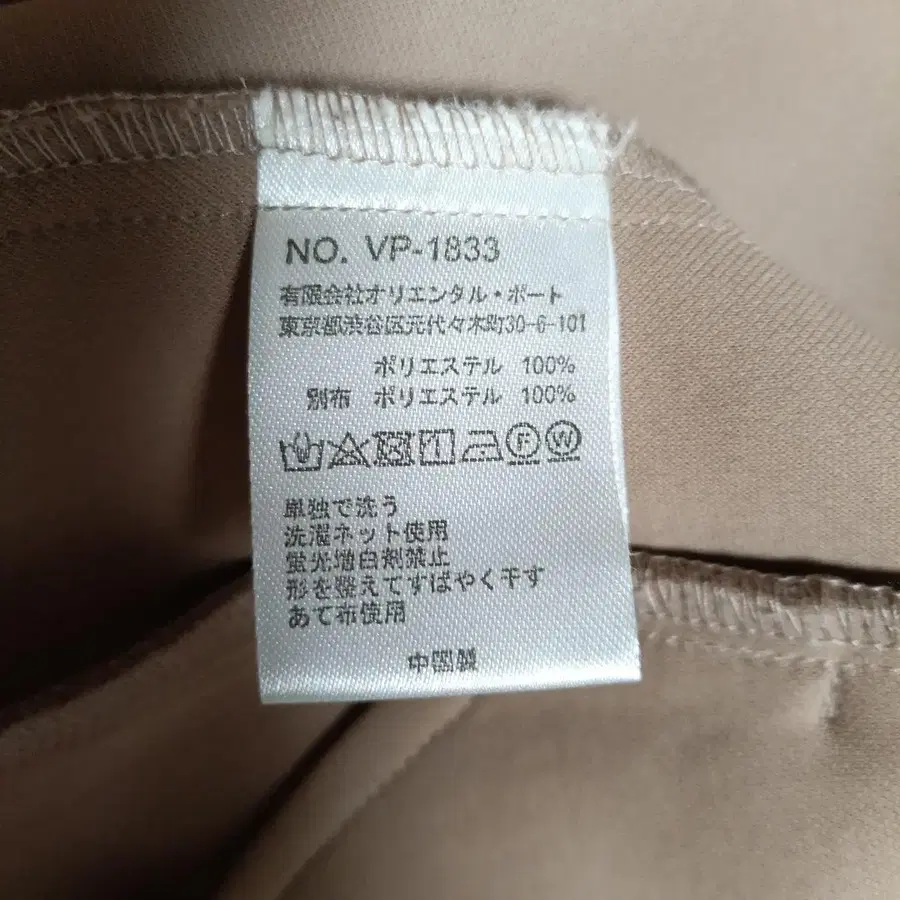 NO. VP-1833
有限会社オリエンタル・ポート
東京都渋谷区元代々木町30-6-101
ポリエステル 100%
別布 ポリエステル 100%
F W
単独で洗う
洗濯ネット使用
蛍光増白剤禁止
形を整えてすばやく干す
あて布使用
中国製